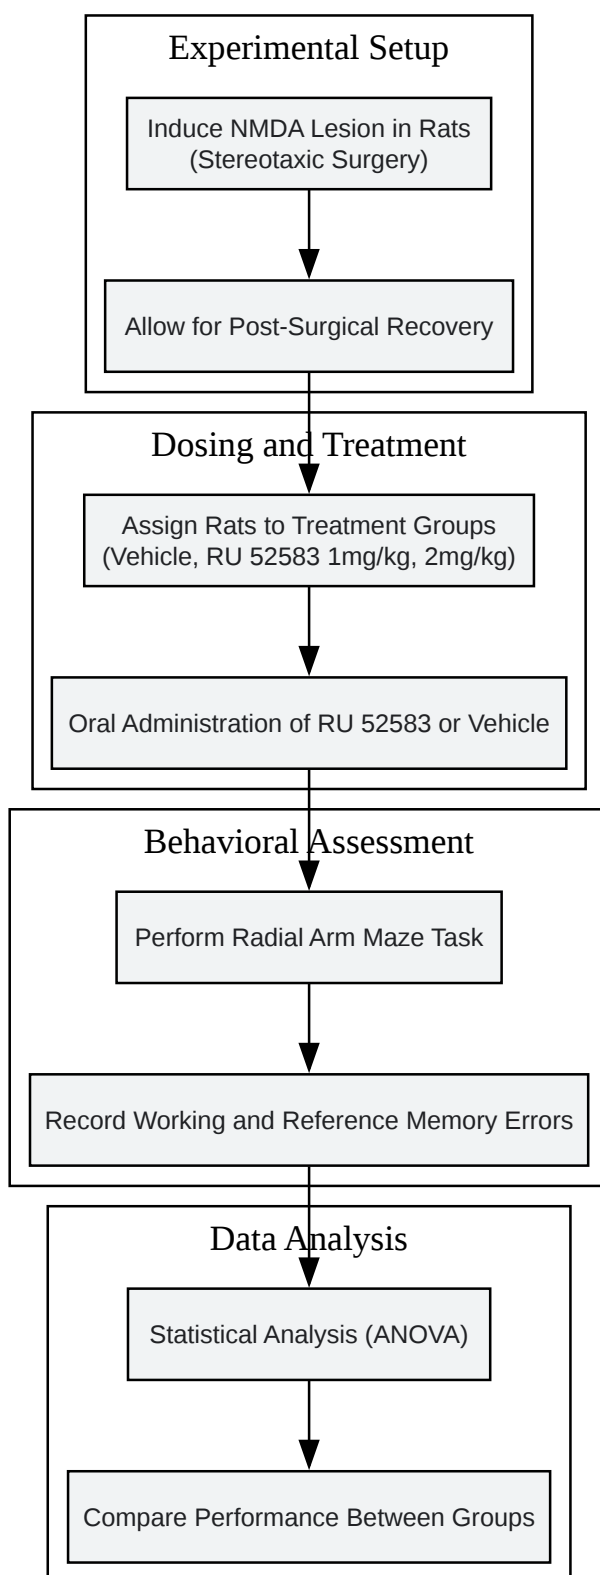 Experimental Setup
Induce NMDA Lesion in Rats
(Stereotaxic Surgery)
Allow for Post-Surgical Recovery
Dosing and Treatment
Assign Rats to Treatment Groups
(Vehicle, RU 52583 1mg/kg, 2mg/kg)
Oral Administration of RU 52583 or Vehicle
Behavioral Assessment
Perform Radial Arm Maze Task
Record Working and Reference Memory Errors
Data Analysis
Statistical Analysis (ANOVA)
Compare Performance Between Groups